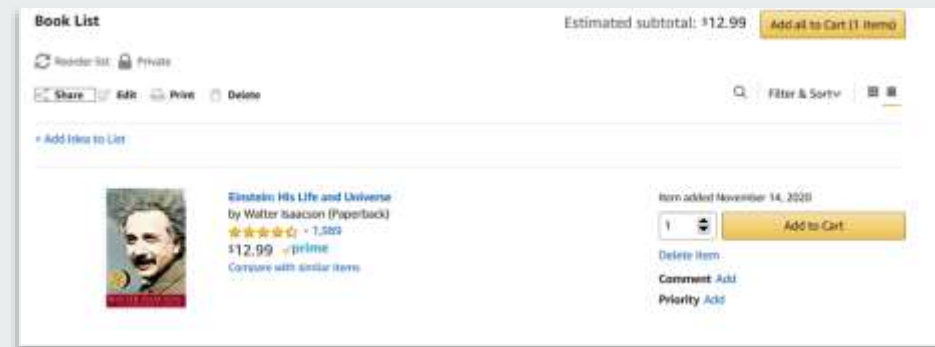 Book List
Estimated subtotal: $12.99
Add all to Cart (1 items)
Reorder list Private
Share Edit Print Delete
Filter & Sort
+ Add Idea to List
Einstein: His Life and Universe
by Walter Isaacson (Paperback)
1,989
$12.99 prime
Compare with similar items
Item added November 14, 2020
1
Add to Cart
Delete item
Comment Add
Priority Add
WALTER ISAACSON